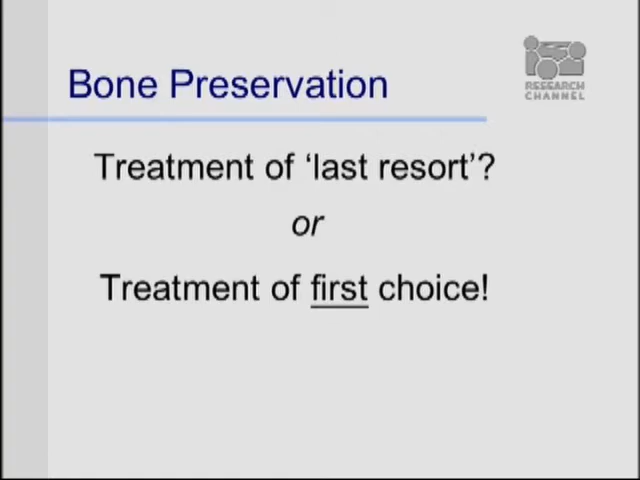 Bone Preservation
RESEARCH
CHANNEL
Treatment of ‘last resort’?
or
Treatment of first choice!